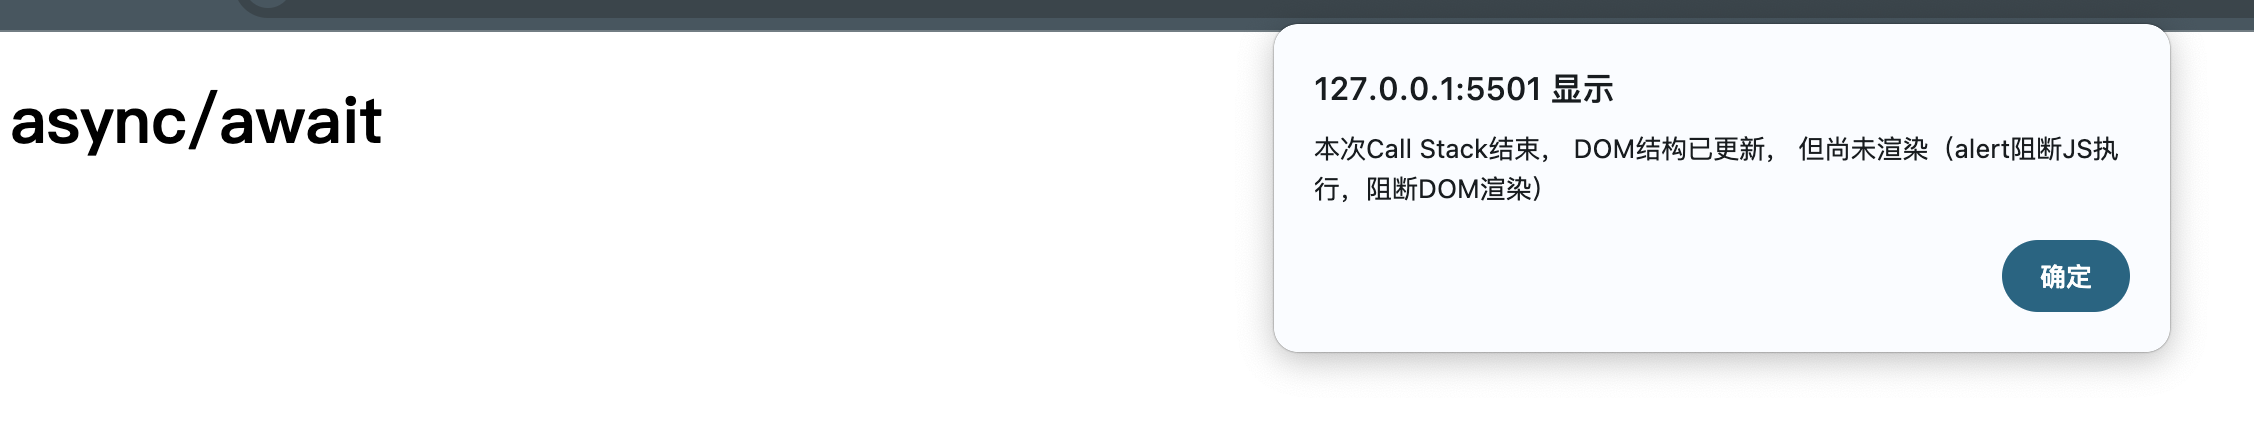 async/await
127.0.0.1:5501 显示
本次Call Stack结束， DOM结构已更新， 但尚未渲染（alert阻断JS执
行，阻断DOM渲染）
确定